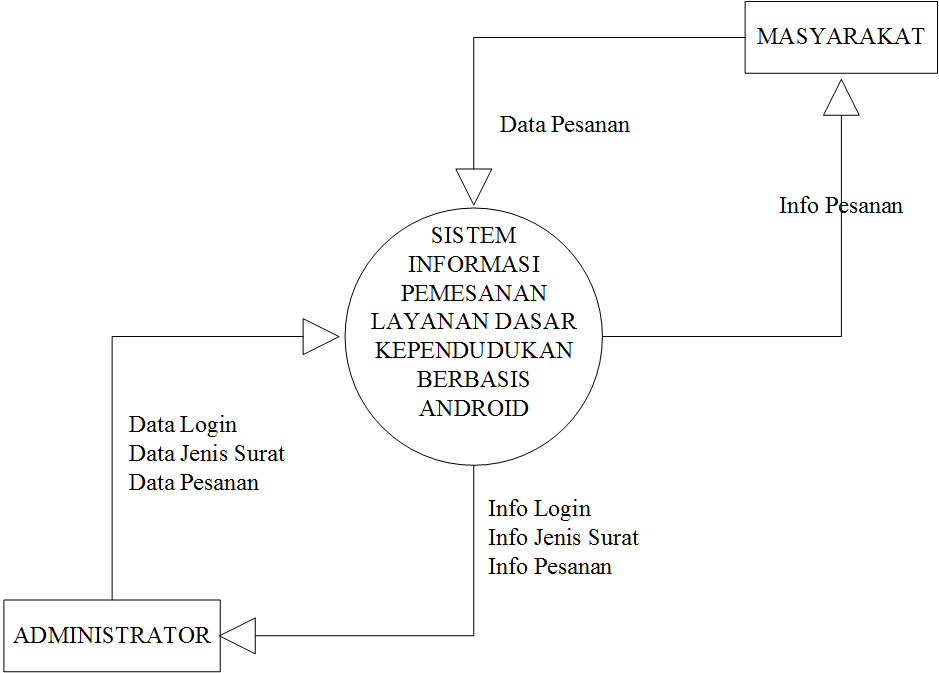 MASYARAKAT
Data Pesanan
Info Pesanan
SISTEM
INFORMASI
PEMESANAN
LAYANAN DASAR
KEPENDUDUKAN
BERBASIS
ANDROID
Data Login
Data Jenis Surat
Data Pesanan
Info Login
Info Jenis Surat
Info Pesanan
ADMINISTRATOR